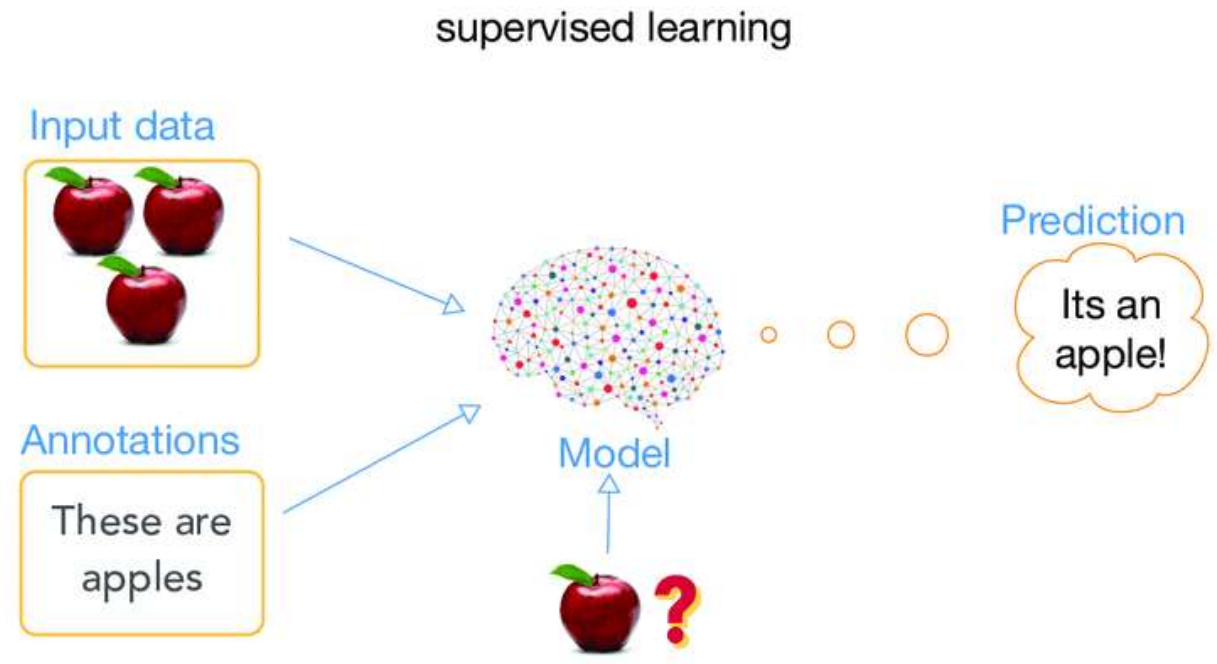 supervised learning
Input data
Annotations
These are
apples
Model
?
Prediction
Its an
apple!